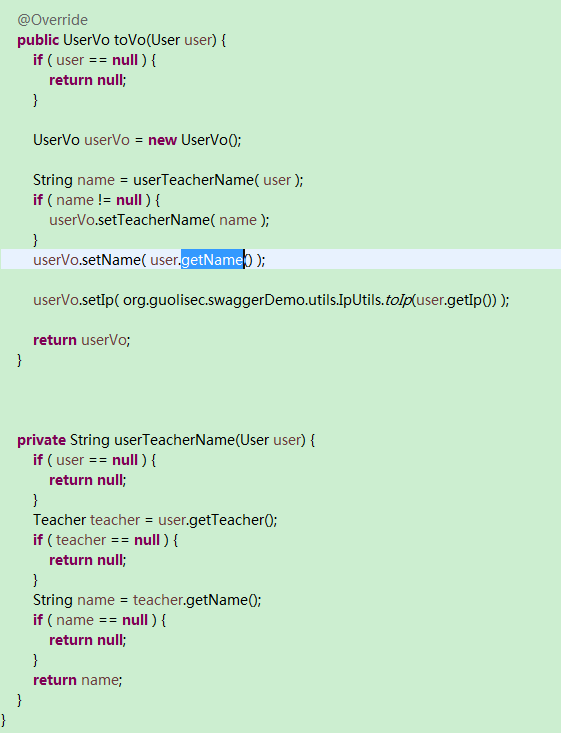 @Override
public UserVo toVo(User user) {
if ( user == null ) {
return null;
}
UserVo userVo = new UserVo();
String name = userTeacherName( user );
if ( name != null ) {
userVo.setTeacherName( name );
}
userVo.setName( user.getName() );
userVo.setIp( org.guolisec.swaggerDemo.utils.IpUtils.toIp(user.getIp()) );
return userVo;
}
private String userTeacherName(User user) {
if ( user == null ) {
return null;
}
Teacher teacher = user.getTeacher();
if ( teacher == null ) {
return null;
}
String name = teacher.getName();
if ( name == null ) {
return null;
}
return name;
}
}